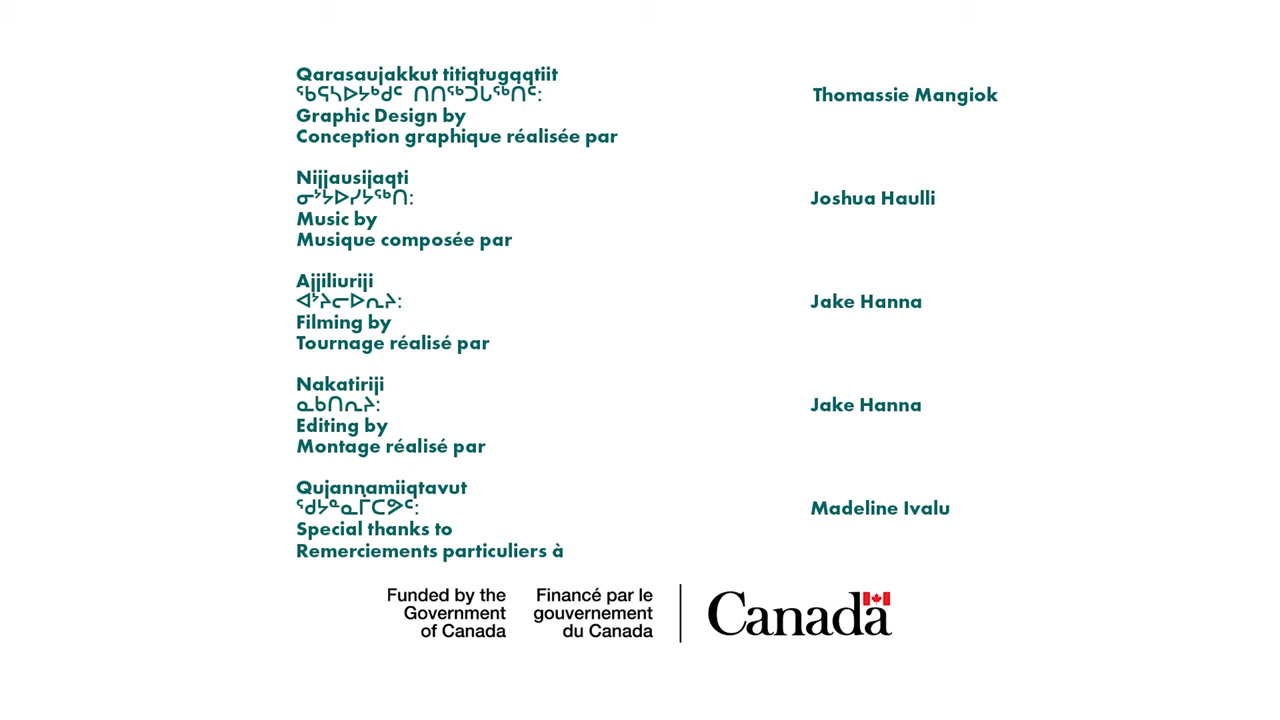 Qarasaujakkut titiqtugaqtiit
ᖃᕋᓴᐅᔭᒃᑯᑦ ᑎᑎᖅᑐᒐᖅᑏᑦ:
Graphic Design by
Conception graphique réalisée par
Thomassie Mangiok
Nijjausijaqti
ᓂᔾᔭᐅᓯᔭᖅᑎ:
Music by
Musique composée par
Joshua Haulli
Ajjiliuriji
ᐊᔾᔨᓕᐅᕆᔨ:
Filming by
Tournage réalisé par
Jake Hanna
Nakatiriji
ᓇᑲᑎᕆᔨ:
Editing by
Montage réalisé par
Jake Hanna
Qujannamiiqtavut
ᖁᔭᓐᓇᒦᑕᕗᑦ:
Special thanks to
Remerciements particuliers à
Madeline Ivalu
Funded by the
Government
of Canada
Financé par le
gouvernement
du Canada
Canada